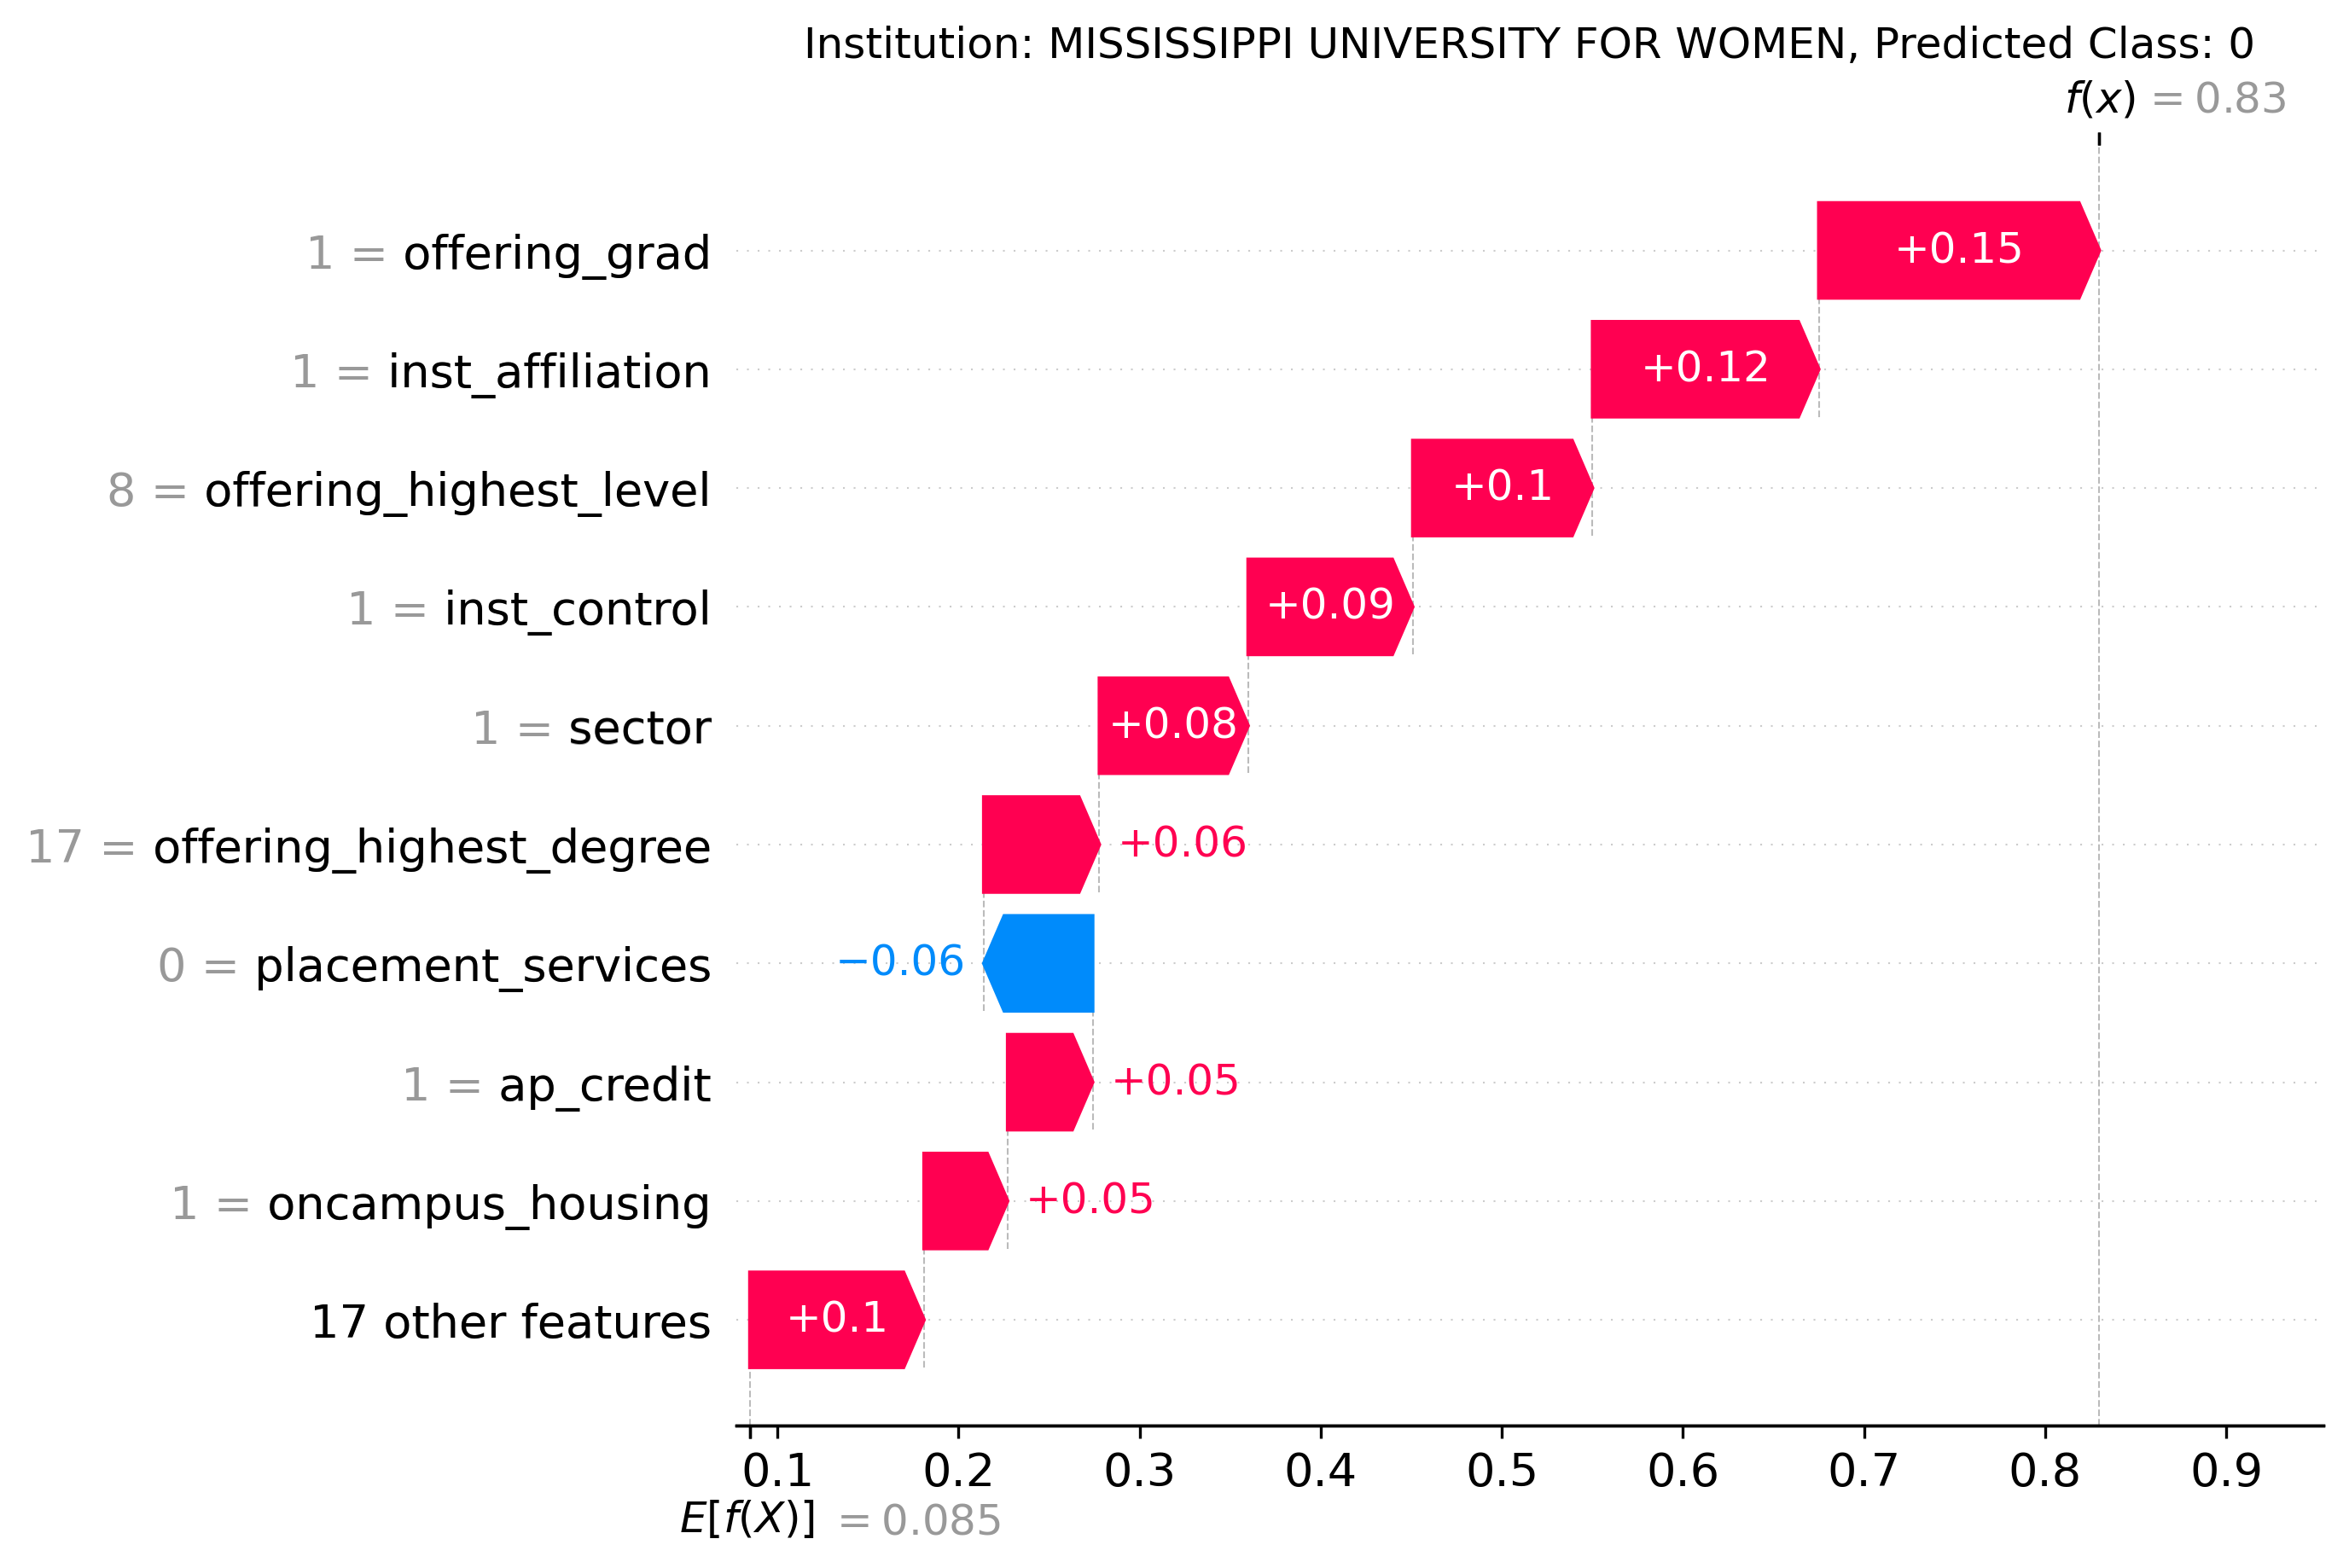 Institution: MISSISSIPPI UNIVERSITY FOR WOMEN, Predicted Class: 0
f(x) = 0.83
1 = offering_grad +0.15
1 = inst_affiliation +0.12
8 = offering_highest_level +0.1
1 = inst_control +0.09
1 = sector +0.08
17 = offering_highest_degree +0.06
0 = placement_services −0.06
1 = ap_credit +0.05
1 = oncampus_housing +0.05
17 other features +0.1
0.1 0.2 0.3 0.4 0.5 0.6 0.7 0.8 0.9
E[f(X)] = 0.085